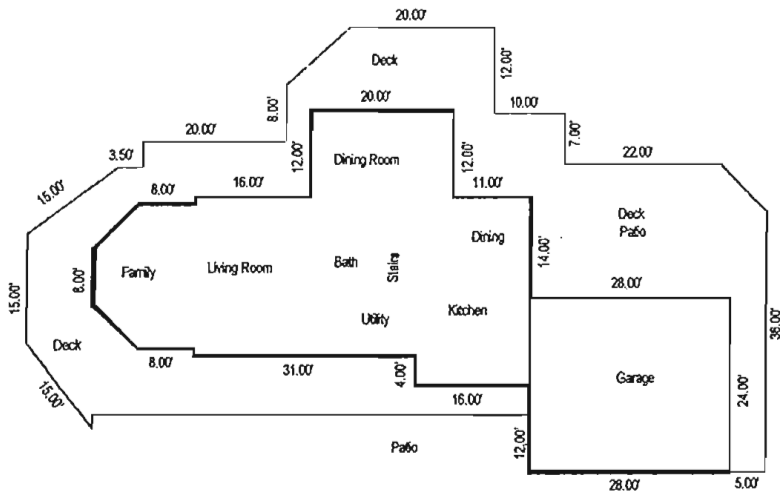 20.00'
Deck
12.00'
8.00'
20.00'
10.00'
20.00'
7.00'
3.50'
12.00'
Dining Room
12.00'
22.00'
15.00'
8.00'
16.00'
11.00'
Deck
Patio
Dining
14.00'
15.00'
8.00'
Family
Living Room
Bath
Stairs
28.00'
Utility
Kitchen
36.00'
Deck
8.00'
31.00'
4.00'
Garage
24.00'
15.00'
16.00'
12.00'
Patio
28.00'
5.00'